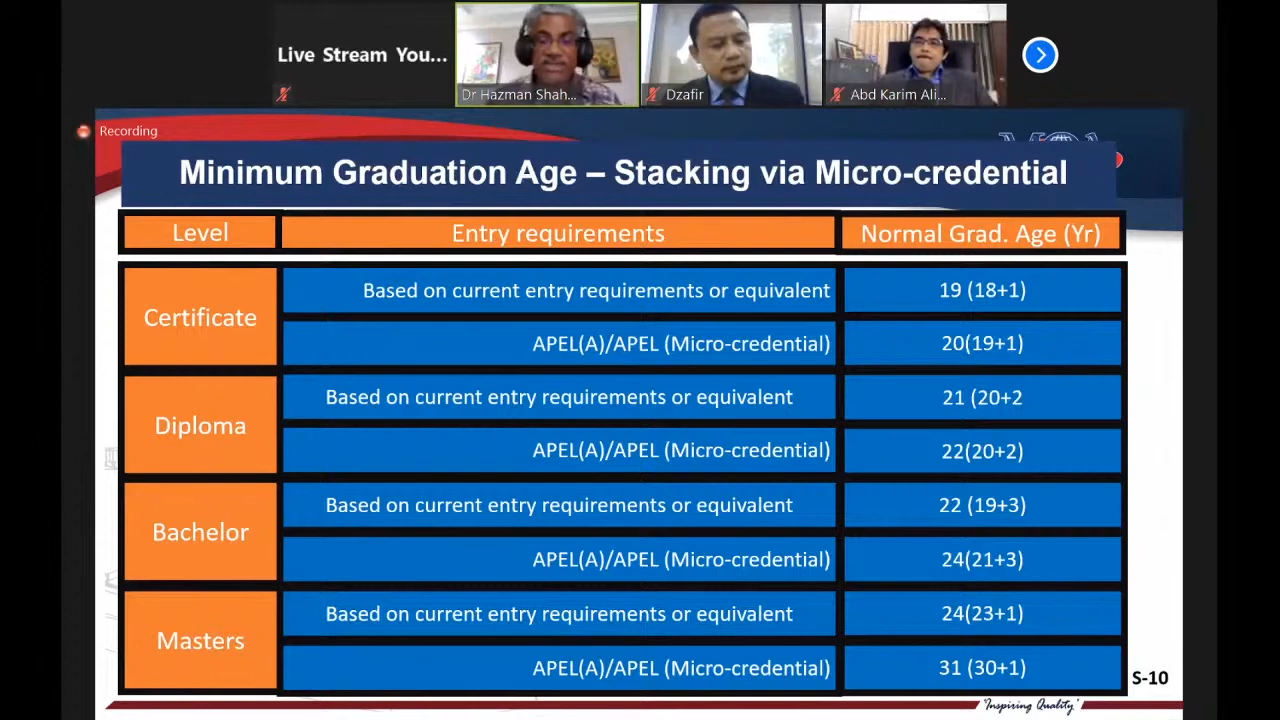 Live Stream You...
Dr Hazman Shah...
Dzafir
Abd Karim Ali...
Recording
Minimum Graduation Age – Stacking via Micro-credential
Level
Entry requirements
Normal Grad. Age (Yr)
Certificate
Based on current entry requirements or equivalent
19 (18+1)
APEL(A)/APEL (Micro-credential)
20(19+1)
Diploma
Based on current entry requirements or equivalent
21 (20+2
APEL(A)/APEL (Micro-credential)
22(20+2)
Bachelor
Based on current entry requirements or equivalent
22 (19+3)
APEL(A)/APEL (Micro-credential)
24(21+3)
Masters
Based on current entry requirements or equivalent
24(23+1)
APEL(A)/APEL (Micro-credential)
31 (30+1)
S-10
'Inspiring Quality'